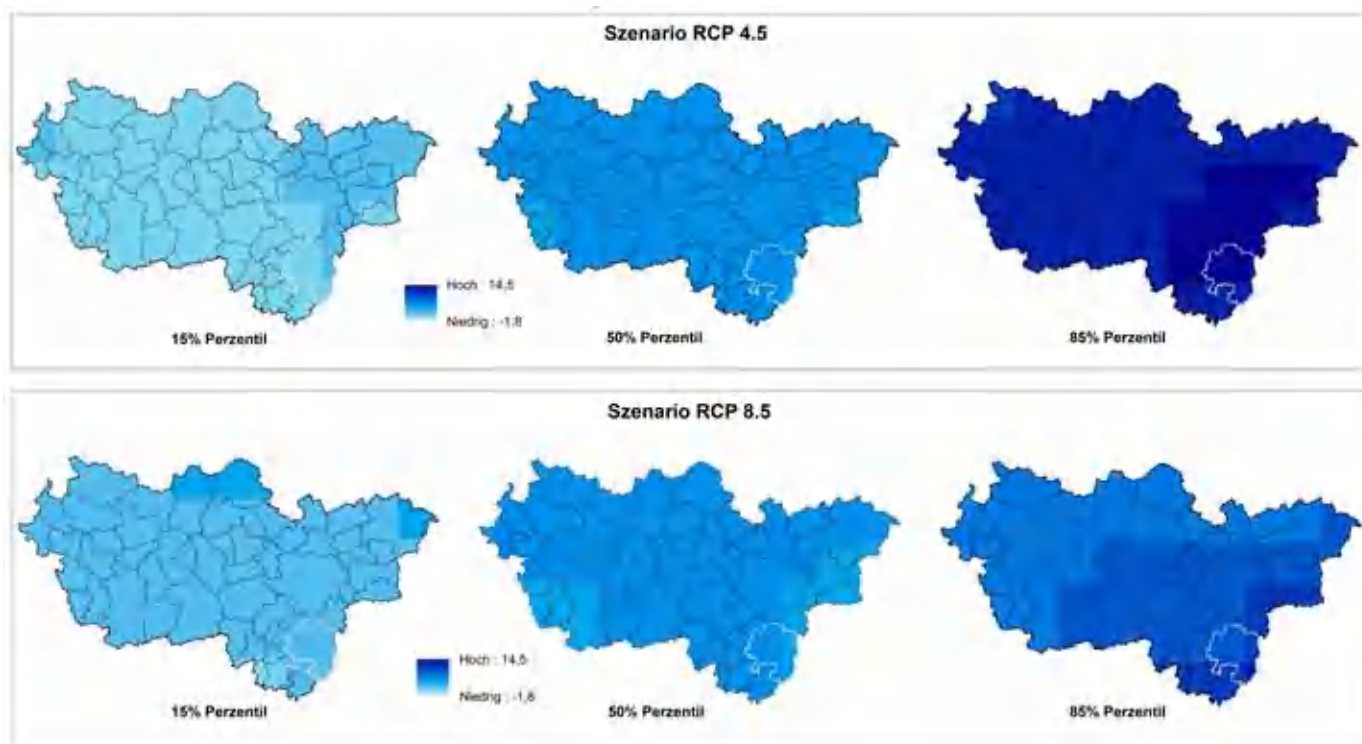 Szenario RCP 4.5
Hoch : 14,5
Niedrig : -1,8
15% Perzentil
50% Perzentil
85% Perzentil
Szenario RCP 8.5
Hoch : 14,5
Niedrig : -1,8
15% Perzentil
50% Perzentil
85% Perzentil